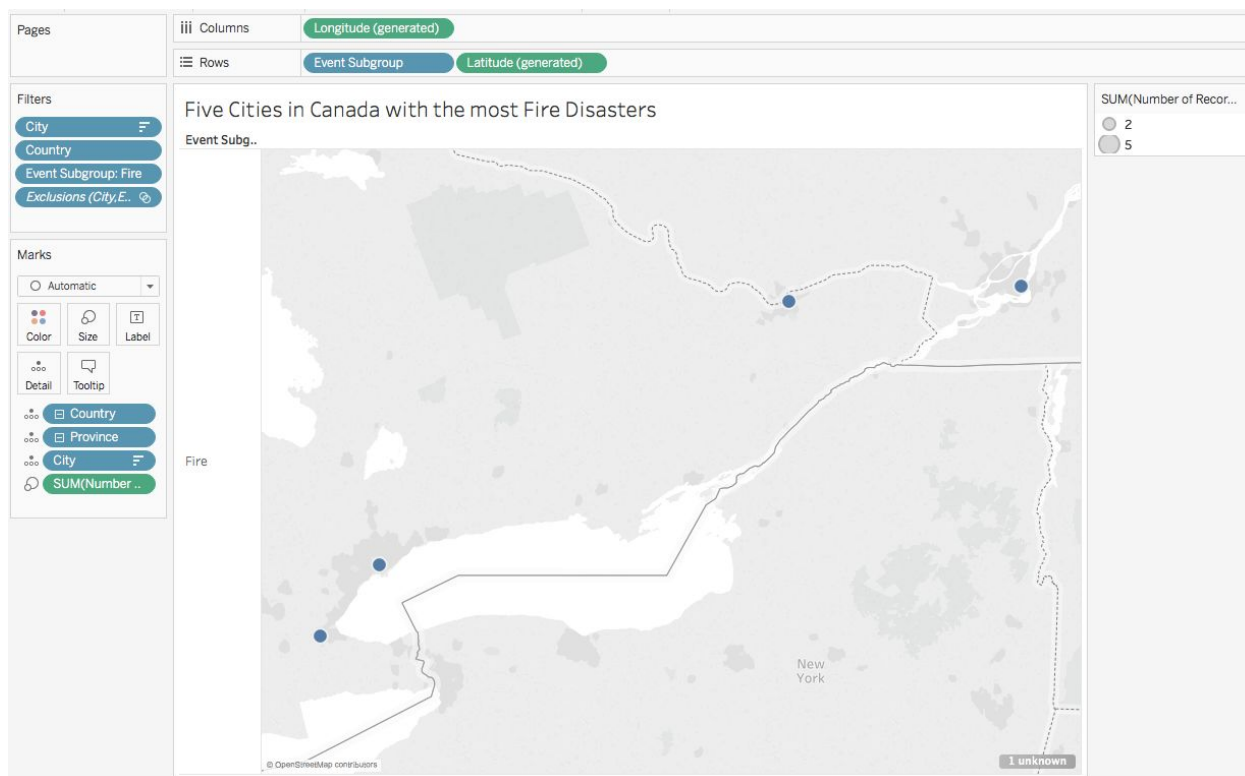 Pages
iii Columns
Longitude (generated)
Rows
Event Subgroup
Latitude (generated)
Filters
City
Country
Event Subgroup: Fire
Exclusions (City,E..
Marks
Automatic
Color
Size
Label
Detail
Tooltip
Country
Province
City
SUM(Number ..
Five Cities in Canada with the most Fire Disasters
Event Subg..
Fire
New
York
© OpenStreetMap contributors
1 unknown
SUM(Number of Recor...
2
5